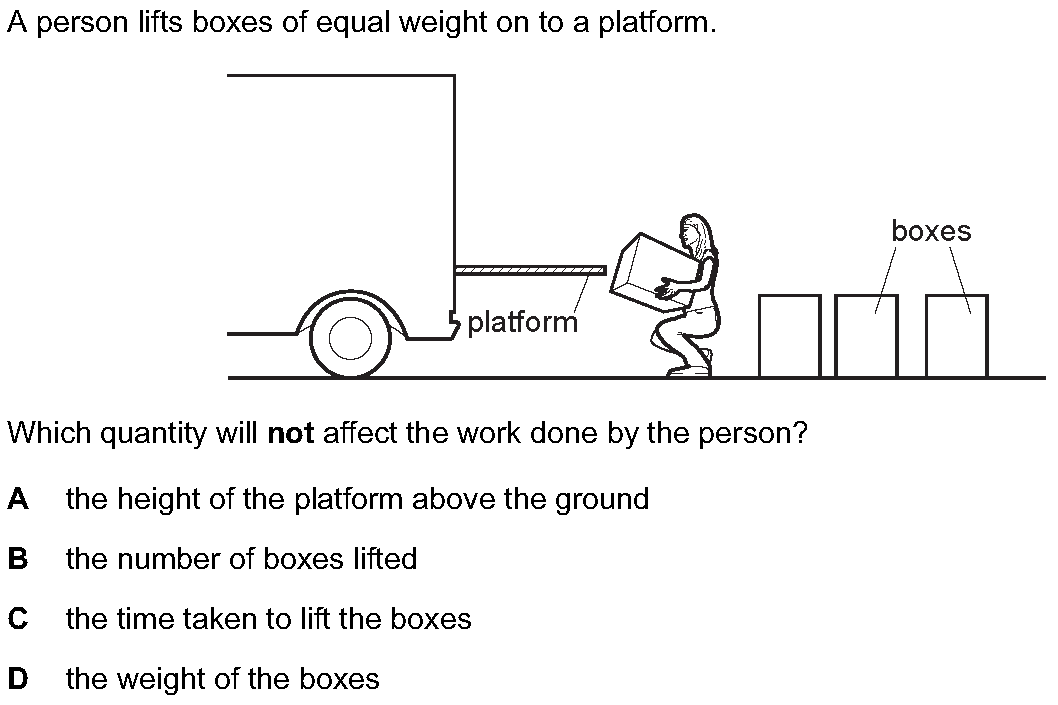 A person lifts boxes of equal weight on to a platform.
boxes
platform
Which quantity will not affect the work done by the person?
A the height of the platform above the ground
B the number of boxes lifted
C the time taken to lift the boxes
D the weight of the boxes